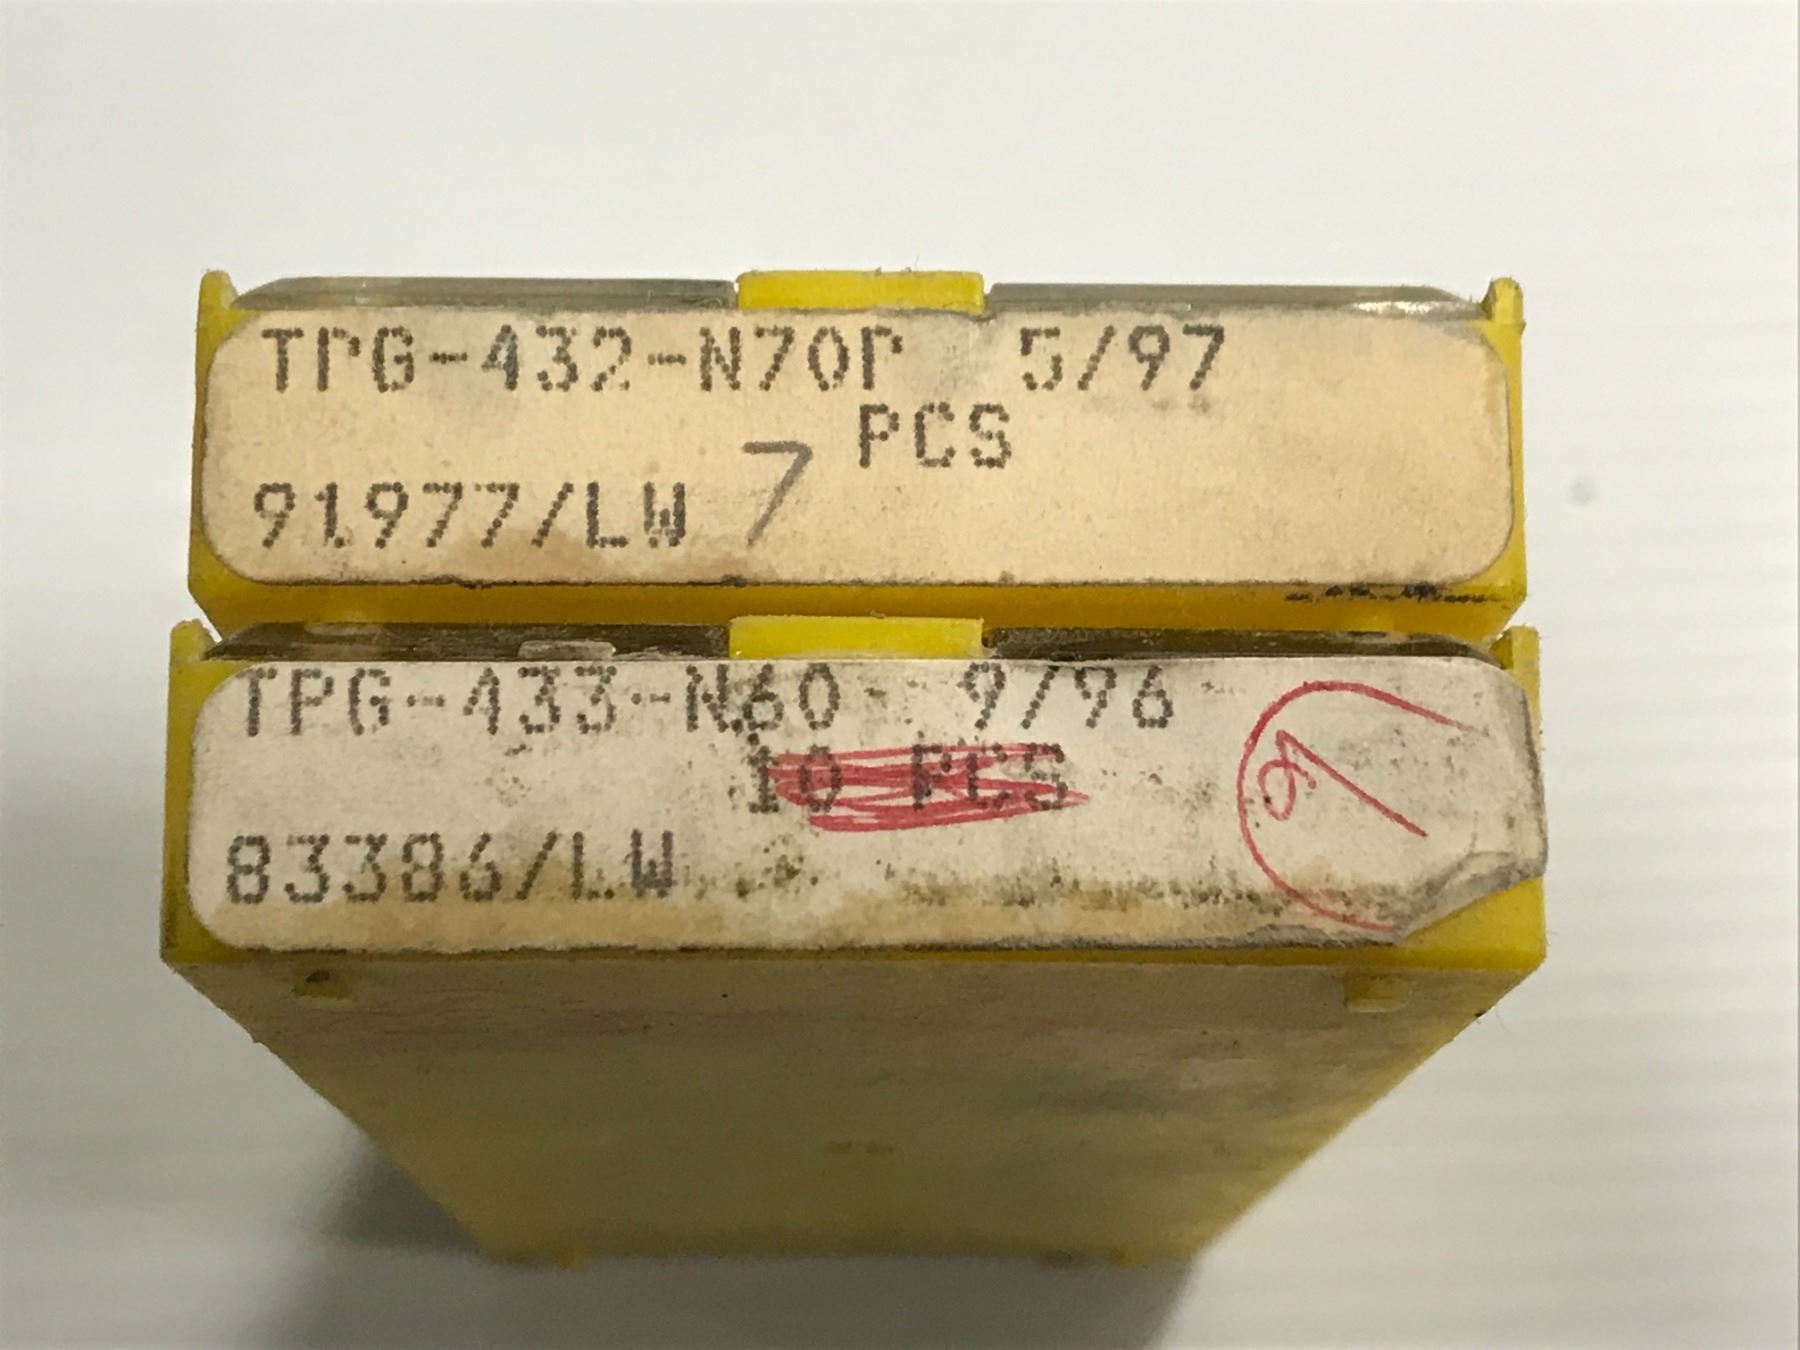 TPG-432-N70P 5/97
7 PCS
91977/LW
TPG-433-N60 9/96
10 PCS
83386/LW